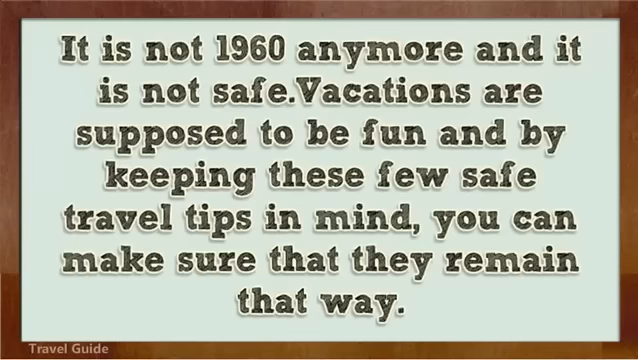 It is not 1960 anymore and it
is not safe.Vacations are
supposed to be fun and by
keeping these few safe
travel tips in mind, you can
make sure that they remain
that way.
Travel Guide